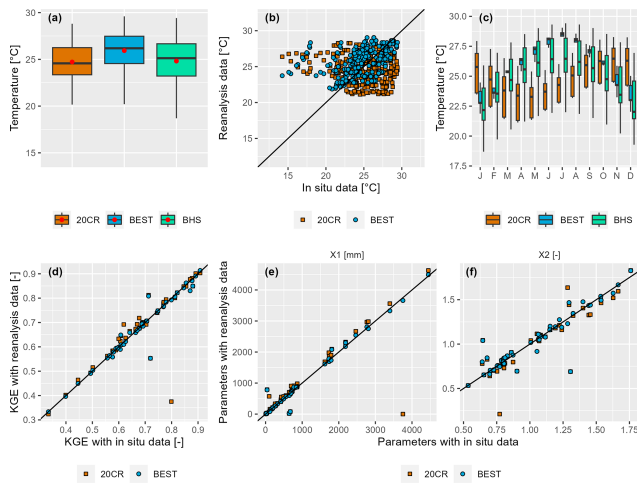 (a)
Temperature [°C]
30
25
20
15
20CR BEST BHS
(b)
Reanalysis data [°C]
30
25
20
15
15 20 25 30
In situ data [°C]
20CR BEST
(c)
Temperature [°C]
30.0
27.5
25.0
22.5
20.0
17.5
J F M A M J J A S O N D
20CR BEST BHS
(d)
KGE with reanalysis data [-]
0.9
0.8
0.7
0.6
0.5
0.4
0.3
0.4 0.5 0.6 0.7 0.8 0.9
KGE with in situ data [-]
20CR BEST
X1 [mm]
(e)
Parameters with reanalysis data
4000
3000
2000
1000
0
0 1000 2000 3000 4000
X2 [-]
(f)
1.5
1.0
0.5
0.50 0.75 1.00 1.25 1.50 1.75
Parameters with in situ data
20CR BEST